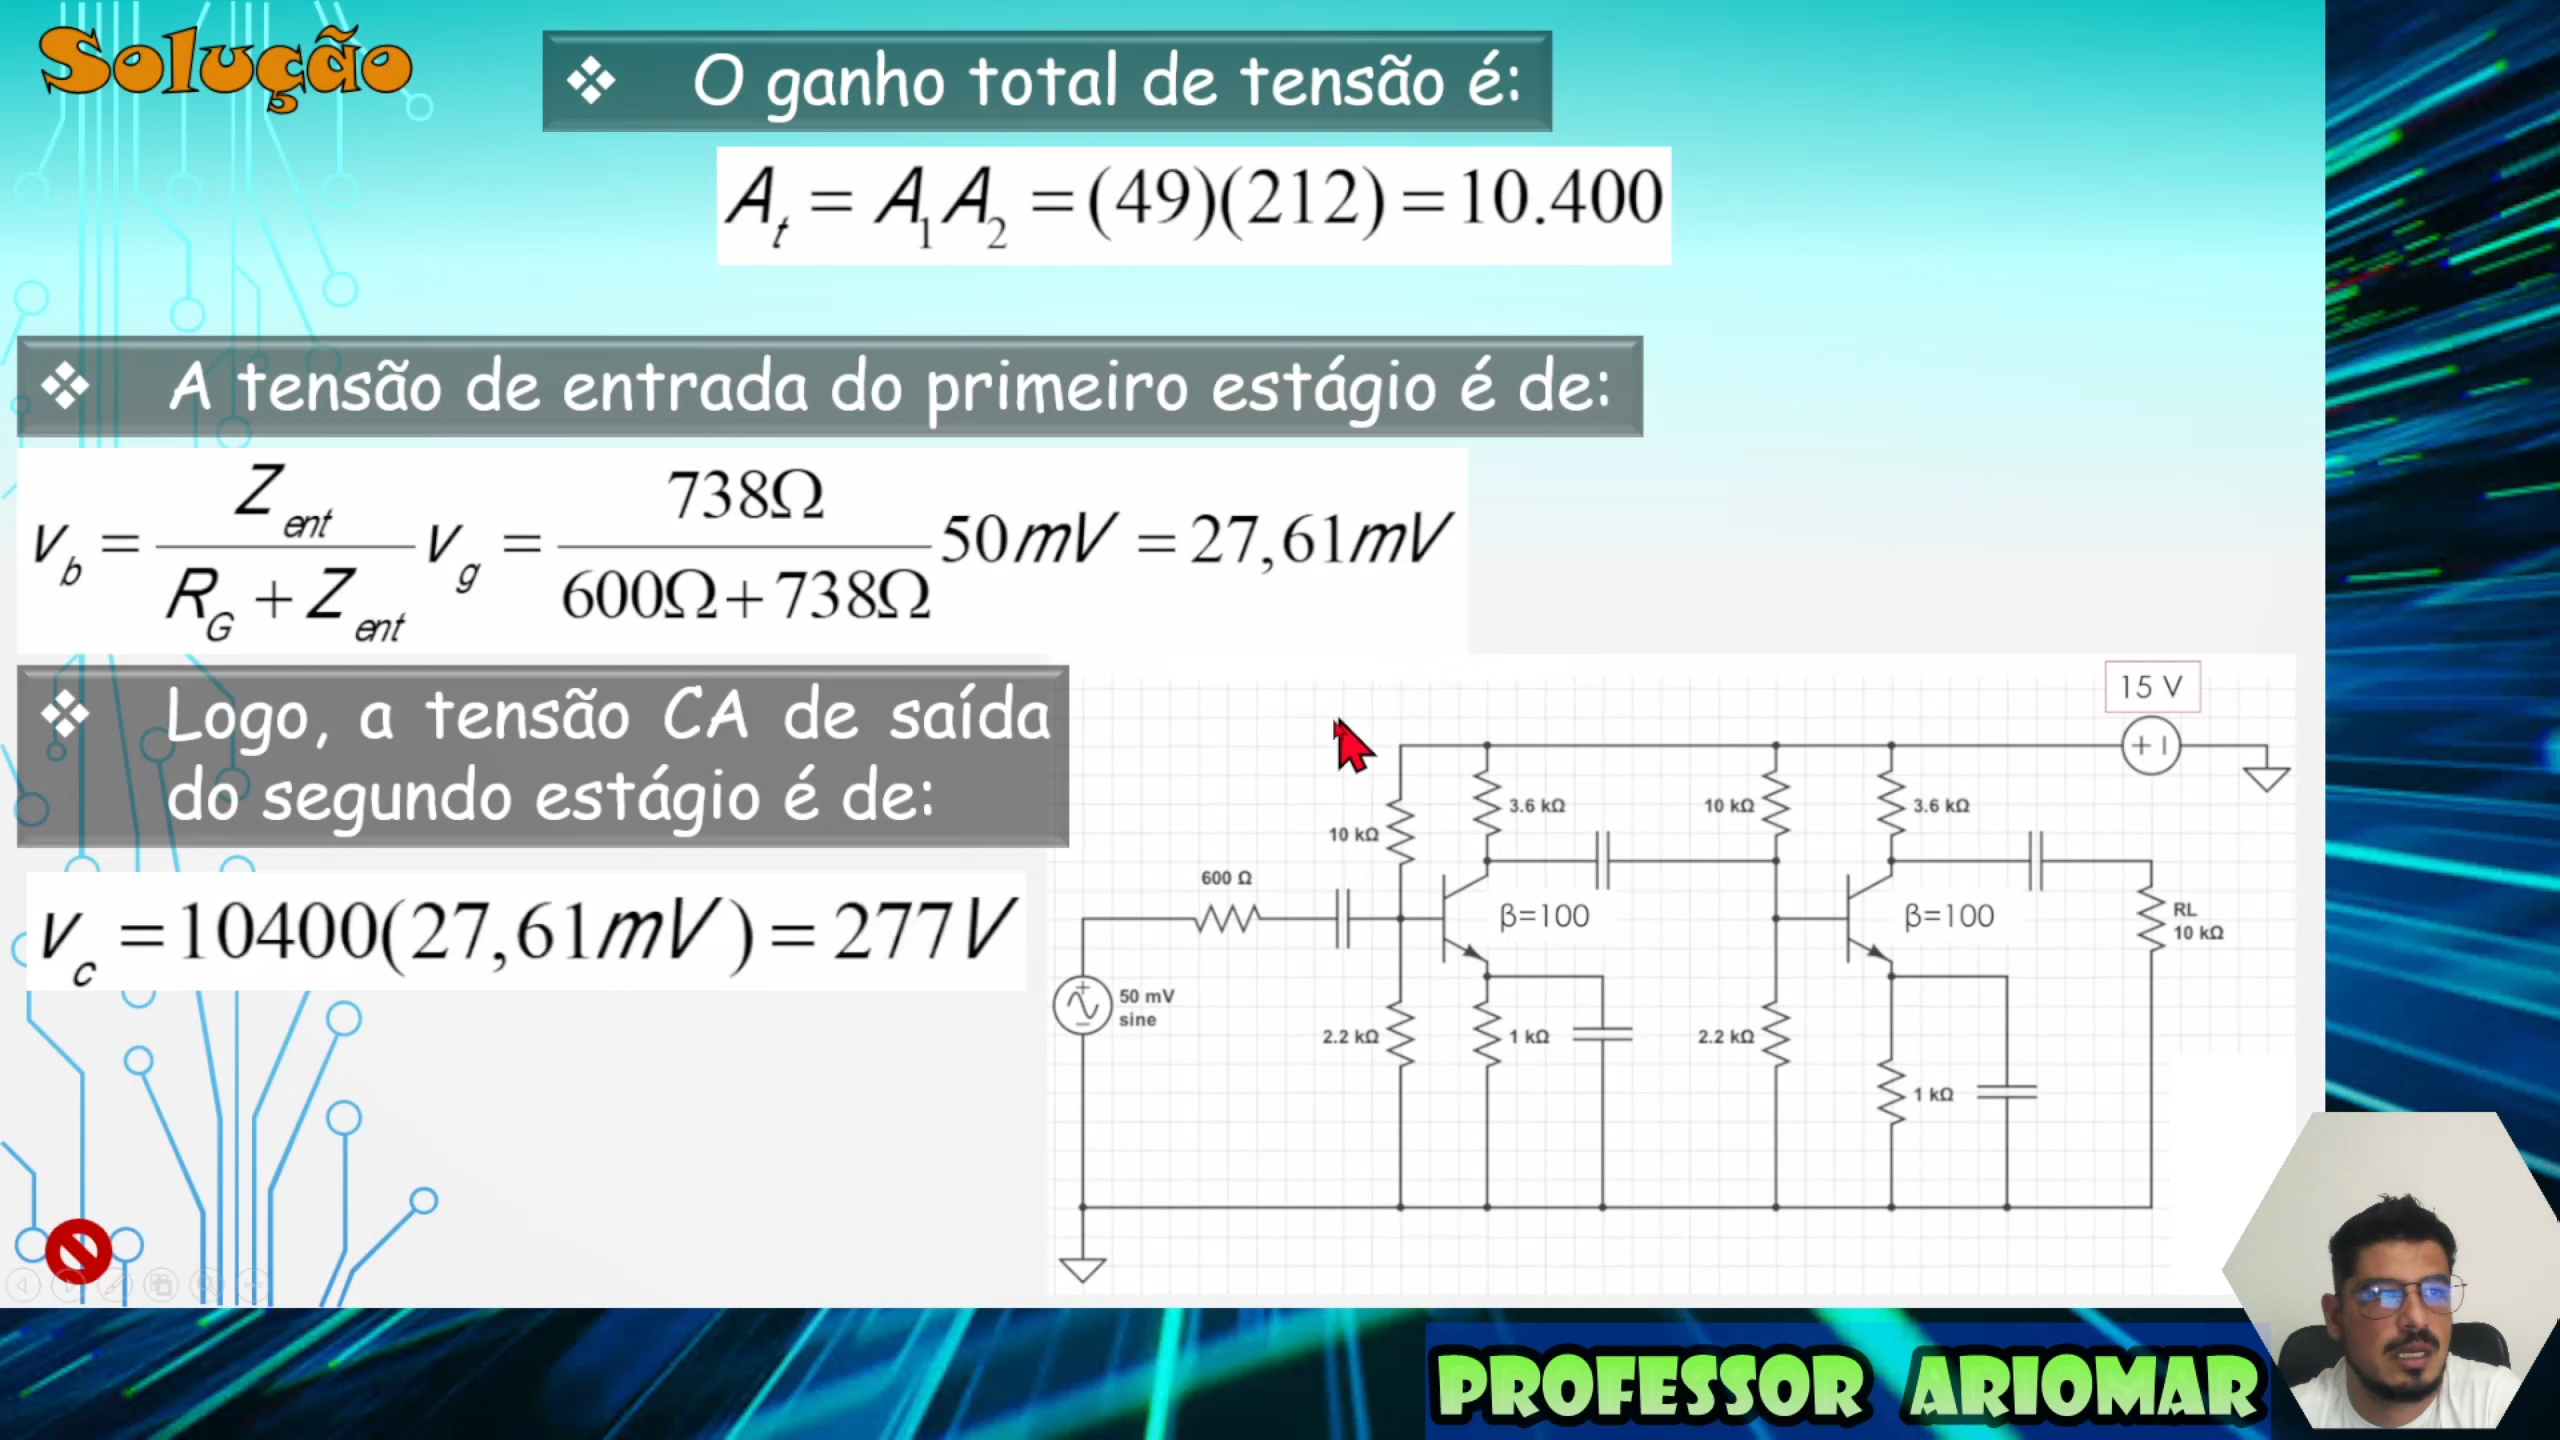 Solução
❖ O ganho total de tensão é:
A_t = A_1 A_2 = (49)(212) = 10.400
❖ A tensão de entrada do primeiro estágio é de:
v_b = Z_ent / (R_G + Z_ent) v_g = 738Ω / (600Ω + 738Ω) 50mV = 27,61mV
❖ Logo, a tensão CA de saída
do segundo estágio é de:
v_c = 10400(27,61mV) = 277V
15 V
+ I
3.6 kΩ
10 kΩ
3.6 kΩ
10 kΩ
600 Ω
β=100
β=100
RL
10 kΩ
50 mV
sine
2.2 kΩ
1 kΩ
2.2 kΩ
1 kΩ
PROFESSOR ARIOMAR